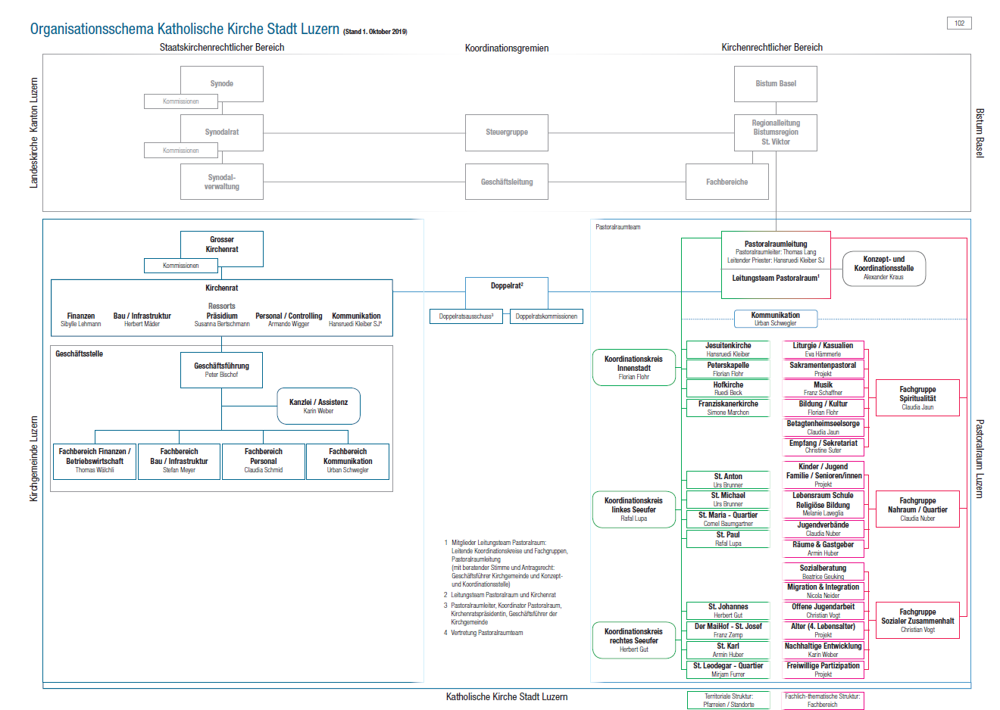 Organisationsschema Katholische Kirche Stadt Luzern (Stand 1. Oktober 2019)
102
Staatskirchenrechtlicher Bereich
Koordinationsgremien
Kirchenrechtlicher Bereich
Landeskirche Kanton Luzern
Bistum Basel
Synode
Kommissionen
Synodalrat
Kommissionen
Synodal-
verwaltung
Steuergruppe
Geschäftsleitung
Bistum Basel
Regionalleitung
Bistumsregion
St. Viktor
Fachbereiche
Kirchgemeinde Luzern
Pastoralraum Luzern
Grosser
Kirchenrat
Kommissionen
Kirchenrat
Ressorts
Finanzen
Sibylle Lehmann
Bau / Infrastruktur
Herbert Mäder
Präsidium
Susanna Bertschmann
Personal / Controlling
Armando Wigger
Kommunikation
Hansruedi Kleiber SJ⁴
Geschäftsstelle
Geschäftsführung
Peter Bischof
Kanzlei / Assistenz
Karin Weber
Fachbereich Finanzen /
Betriebswirtschaft
Thomas Wälchli
Fachbereich
Bau / Infrastruktur
Stefan Meyer
Fachbereich
Personal
Claudia Schmid
Fachbereich
Kommunikation
Urban Schwegler
Doppelrat²
Doppelratsausschuss³
Doppelratskommissionen
1 Mitglieder Leitungsteam Pastoralraum:
Leitende Koordinationskreise und Fachgruppen,
Pastoralraumleitung
(mit beratender Stimme und Antragsrecht:
Geschäftsführer Kirchgemeinde und Konzept-
und Koordinationsstelle)
2 Leitungsteam Pastoralraum und Kirchenrat
3 Pastoralraumleiter, Koordinator Pastoralraum,
Kirchenratspräsidentin, Geschäftsführer der
Kirchgemeinde
4 Vertretung Pastoralraumteam
Pastoralraumteam
Pastoralraumleitung
Pastoralraumleiter: Thomas Lang
Leitender Priester: Hansruedi Kleiber SJ
Leitungsteam Pastoralraum¹
Konzept- und
Koordinationsstelle
Alexander Kraus
Kommunikation
Urban Schwegler
Koordinationskreis
Innenstadt
Florian Flohr
Jesuitenkirche
Hansruedi Kleiber
Peterskapelle
Florian Flohr
Hofkirche
Ruedi Beck
Franziskanerkirche
Simone Marchon
Liturgie / Kasualien
Eva Hämmerle
Sakramentenpastoral
Projekt
Musik
Franz Schaffner
Bildung / Kultur
Florian Flohr
Betagtenheimseelsorge
Claudia Jaun
Empfang / Sekretariat
Christine Suter
Fachgruppe
Spiritualität
Claudia Jaun
Koordinationskreis
linkes Seeufer
Rafal Lupa
St. Anton
Urs Brunner
St. Michael
Urs Brunner
St. Maria - Quartier
Cornel Baumgartner
St. Paul
Rafal Lupa
Kinder / Jugend
Familie / Senioren/innen
Projekt
Lebensraum Schule
Religiöse Bildung
Melanie Laveglia
Jugendverbände
Claudia Nuber
Räume & Gastgeber
Armin Huber
Fachgruppe
Nahraum / Quartier
Claudia Nuber
Koordinationskreis
rechtes Seeufer
Herbert Gut
St. Johannes
Herbert Gut
Der MaiHof - St. Josef
Franz Zemp
St. Karl
Armin Huber
St. Leodegar - Quartier
Mirjam Furrer
Sozialberatung
Beatrice Geuking
Migration & Integration
Nicola Neider
Offene Jugendarbeit
Christian Vogt
Alter (4. Lebensalter)
Projekt
Nachhaltige Entwicklung
Karin Weber
Freiwillige Partizipation
Projekt
Fachgruppe
Sozialer Zusammenhalt
Christian Vogt
Katholische Kirche Stadt Luzern
Territoriale Struktur:
Pfarreien / Standorte
Fachlich-thematische Struktur:
Fachbereich